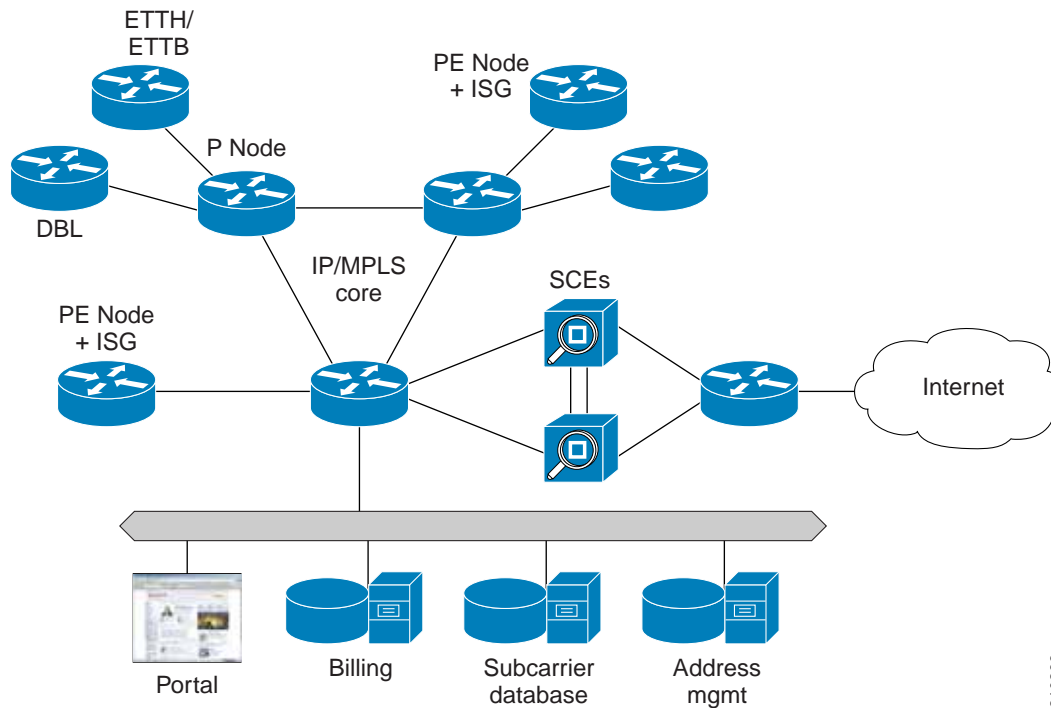 ETTH/
ETTB
PE Node
+ ISG
P Node
DBL
IP/MPLS
core
SCEs
PE Node
+ ISG
Internet
Portal
Billing
Subcarrier
database
Address
mgmt